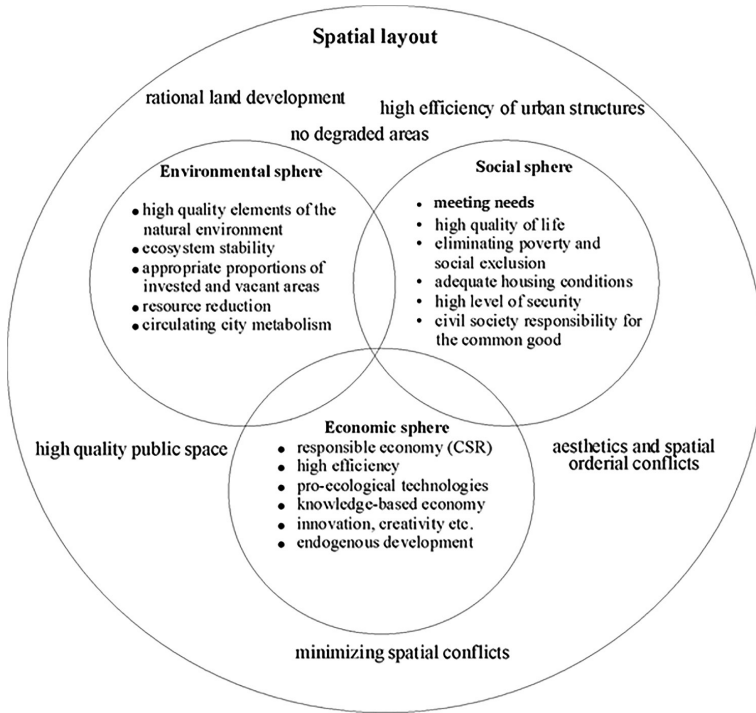 Spatial layout
rational land development
high efficiency of urban structures
no degraded areas
Environmental sphere
● high quality elements of the
natural environment
● ecosystem stability
● appropriate proportions of
invested and vacant areas
● resource reduction
● circulating city metabolism
Social sphere
• meeting needs
• high quality of life
• eliminating poverty and
social exclusion
• adequate housing conditions
• high level of security
• civil society responsibility for
the common good
Economic sphere
● responsible economy (CSR)
● high efficiency
● pro-ecological technologies
● knowledge-based economy
● innovation, creativity etc.
● endogenous development
high quality public space
aesthetics and spatial
orderial conflicts
minimizing spatial conflicts